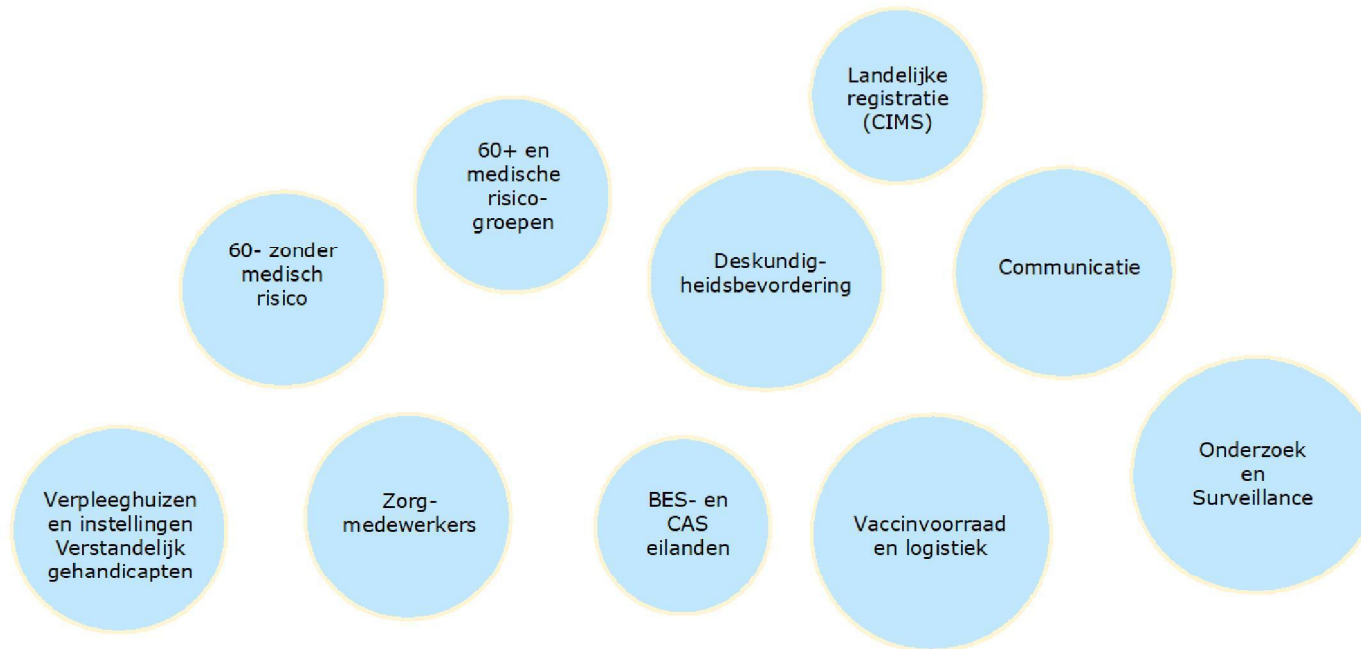 Landelijke
registratie
(CIMS)
60+ en
medische
risico-
groepen
60- zonder
medisch
risico
Deskundig-
heidsbevordering
Communicatie
Verpleeghuizen
en instellingen
Verstandelijk
gehandicapten
Zorg-
medewerkers
BES- en
CAS
eilanden
Vaccinvoorraad
en logistiek
Onderzoek
en
Surveillance